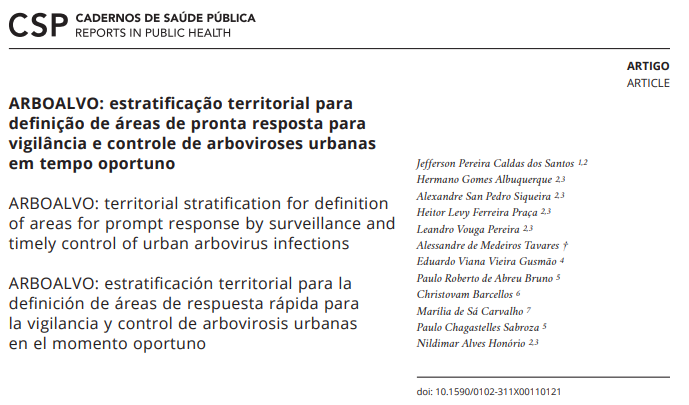 CSP CADERNOS DE SAÚDE PÚBLICA
REPORTS IN PUBLIC HEALTH
ARTIGO
ARTICLE
ARBOALVO: estratificação territorial para
definição de áreas de pronta resposta para
vigilância e controle de arboviroses urbanas
em tempo oportuno
ARBOALVO: territorial stratification for definition
of areas for prompt response by surveillance and
timely control of urban arbovirus infections
ARBOALVO: estratificación territorial para la
definición de áreas de respuesta rápida para
la vigilancia y control de arbovirosis urbanas
en el momento oportuno
Jefferson Pereira Caldas dos Santos 1,2
Hermano Gomes Albuquerque 2,3
Alexandre San Pedro Siqueira 2,3
Heitor Levy Ferreira Praça 2,3
Leandro Vouga Pereira 2,3
Alessandre de Medeiros Tavares †
Eduardo Viana Vieira Gusmão 4
Paulo Roberto de Abreu Bruno 5
Christovam Barcellos 6
Marília de Sá Carvalho 7
Paulo Chagastelles Sabroza 5
Nildimar Alves Honório 2,3
doi: 10.1590/0102-311X00110121